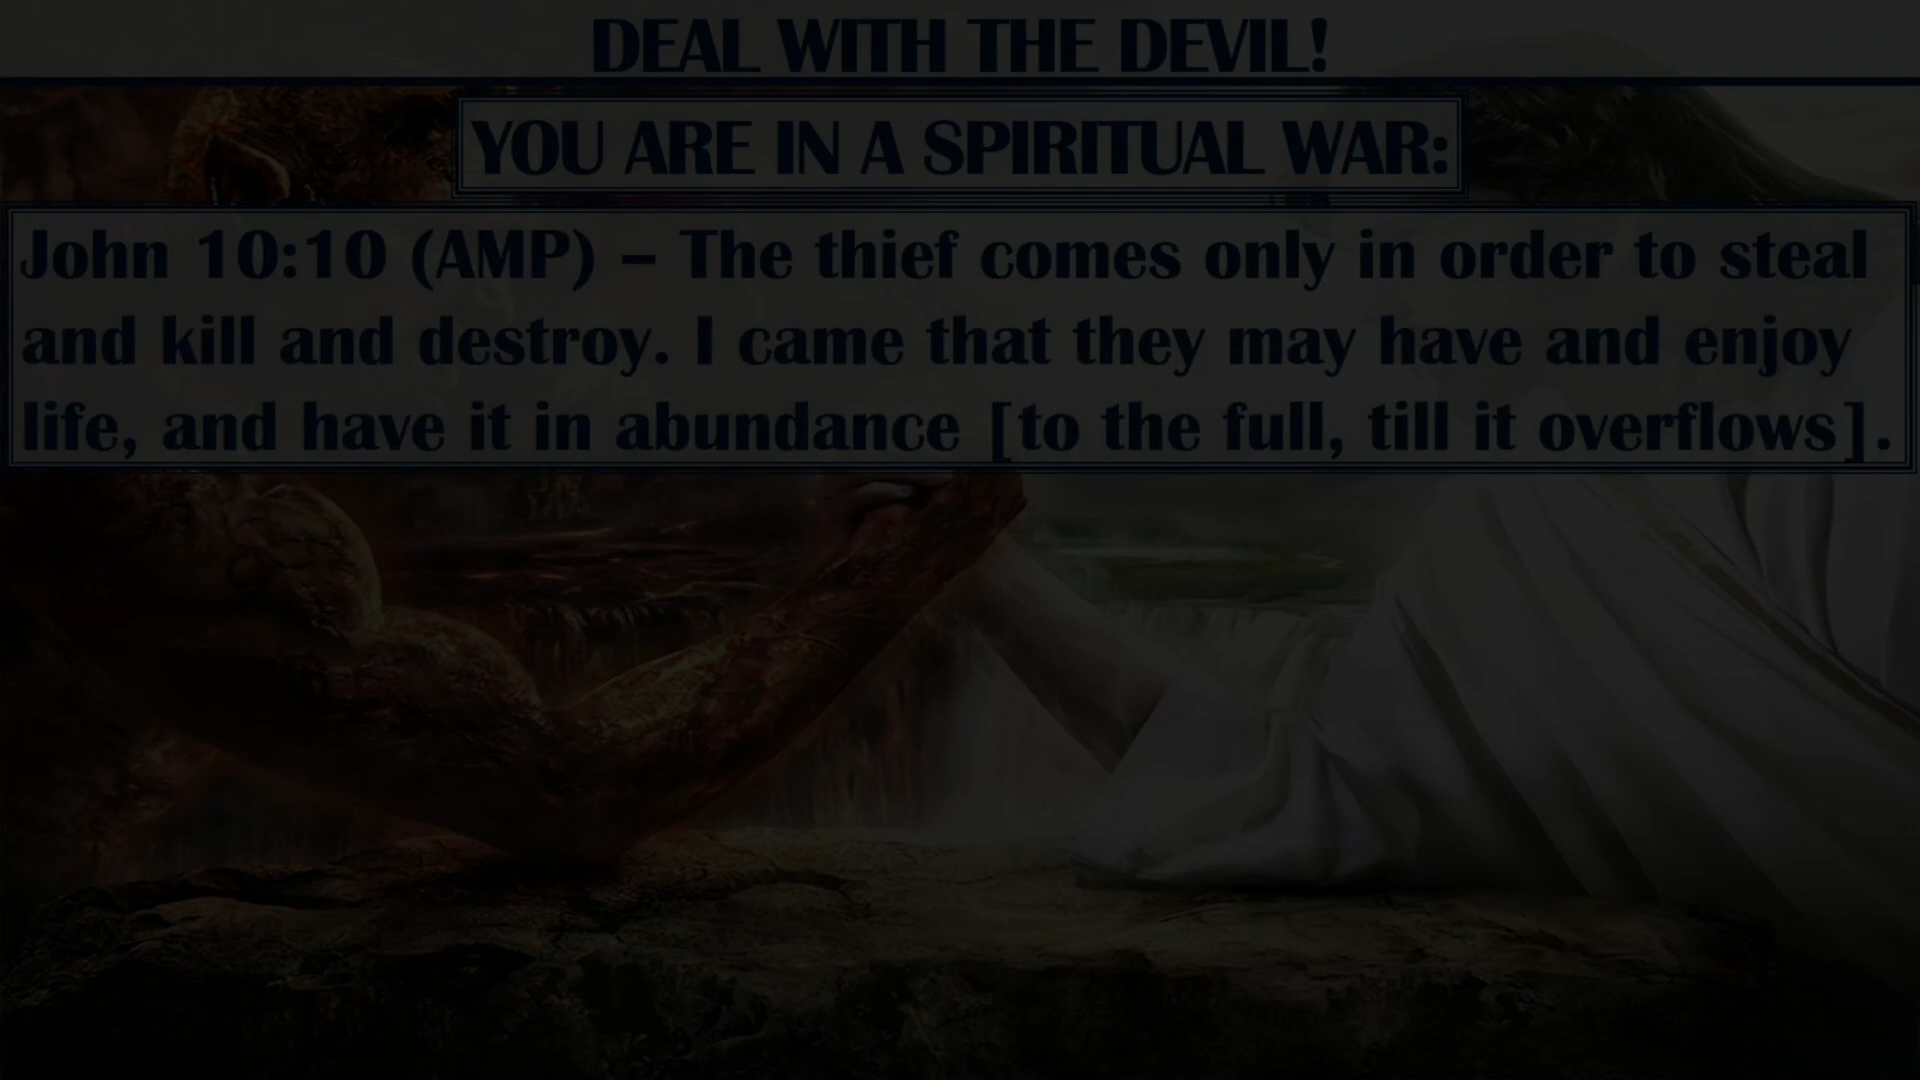 DEAL WITH THE DEVIL!
YOU ARE IN A SPIRITUAL WAR:
John 10:10 (AMP) – The thief comes only in order to steal
and kill and destroy. I came that they may have and enjoy
life, and have it in abundance [to the full, till it overflows].